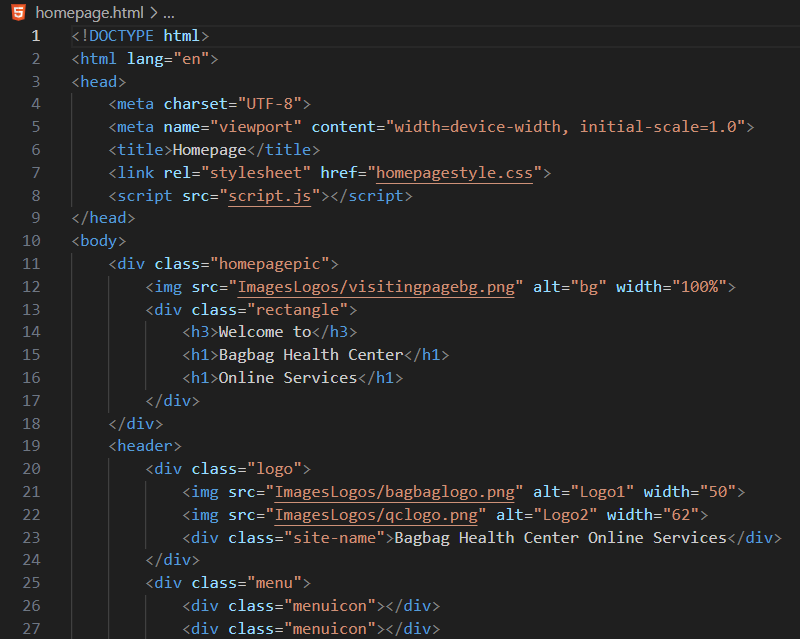 homepage.html > ...
1 <!DOCTYPE html>
2 <html lang="en">
3 <head>
4     <meta charset="UTF-8">
5     <meta name="viewport" content="width=device-width, initial-scale=1.0">
6     <title>Homepage</title>
7     <link rel="stylesheet" href="homepagestyle.css">
8     <script src="script.js"></script>
9 </head>
10 <body>
11     <div class="homepagepic">
12         <img src="ImagesLogos/visitingpagebg.png" alt="bg" width="100%">
13         <div class="rectangle">
14             <h3>Welcome to</h3>
15             <h1>Bagbag Health Center</h1>
16             <h1>Online Services</h1>
17         </div>
18     </div>
19     <header>
20         <div class="logo">
21             <img src="ImagesLogos/bagbaglogo.png" alt="Logo1" width="50">
22             <img src="ImagesLogos/qclogo.png" alt="Logo2" width="62">
23             <div class="site-name">Bagbag Health Center Online Services</div>
24         </div>
25         <div class="menu">
26             <div class="menuicon"></div>
27             <div class="menuicon"></div>